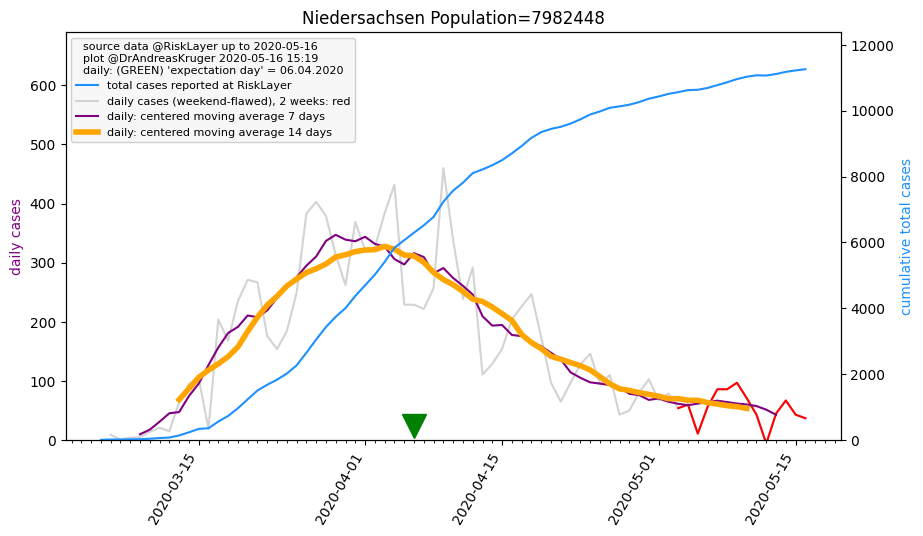 Niedersachsen Population=7982448
source data @RiskLayer up to 2020-05-16
plot @DrAndreasKruger 2020-05-16 15:19
daily: (GREEN) 'expectation day' = 06.04.2020
total cases reported at RiskLayer
daily cases (weekend-flawed), 2 weeks: red
daily: centered moving average 7 days
daily: centered moving average 14 days
daily cases
600
500
400
300
200
100
0
12000
10000
8000
6000
4000
2000
0
cumulative total cases
2020-03-15
2020-04-01
2020-04-15
2020-05-01
2020-05-15